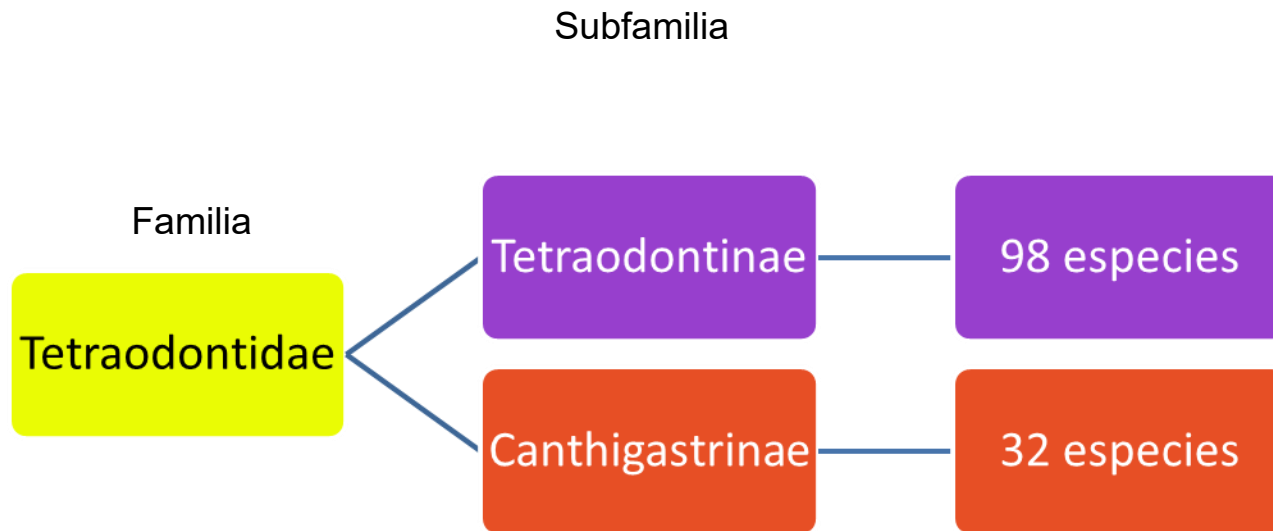 Subfamilia
Familia
Tetraodontidae
Tetraodontinae
98 especies
Canthigastrinae
32 especies